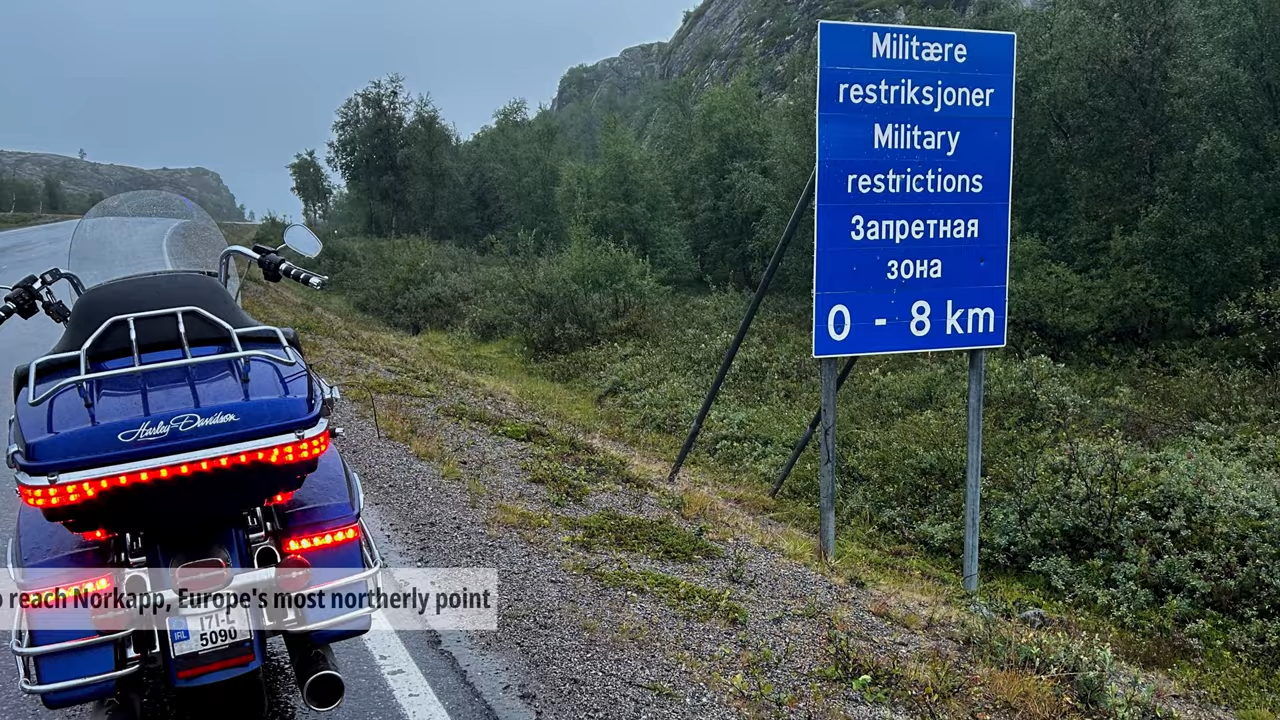 Militære
restriksjoner
Military
restrictions
Запретная
зона
0 - 8 km
Harley-Davidson
reach Norkapp, Europe's most northerly point
171-L
IRL
5090